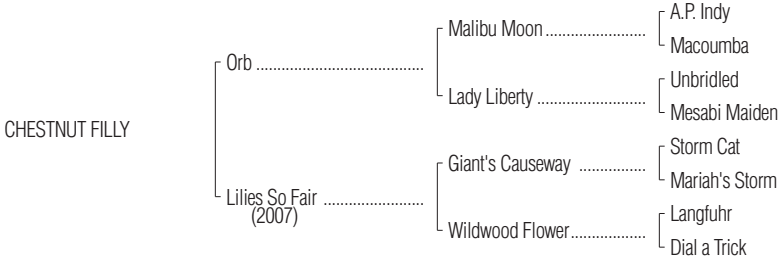 A.P. Indy
Malibu Moon ........................
Macoumba
Orb .......................................
Unbridled
Lady Liberty ..........................
Mesabi Maiden
CHESTNUT FILLY
Storm Cat
Giant's Causeway ................
Mariah's Storm
Lilies So Fair ........................
(2007)
Langfuhr
Wildwood Flower..................
Dial a Trick